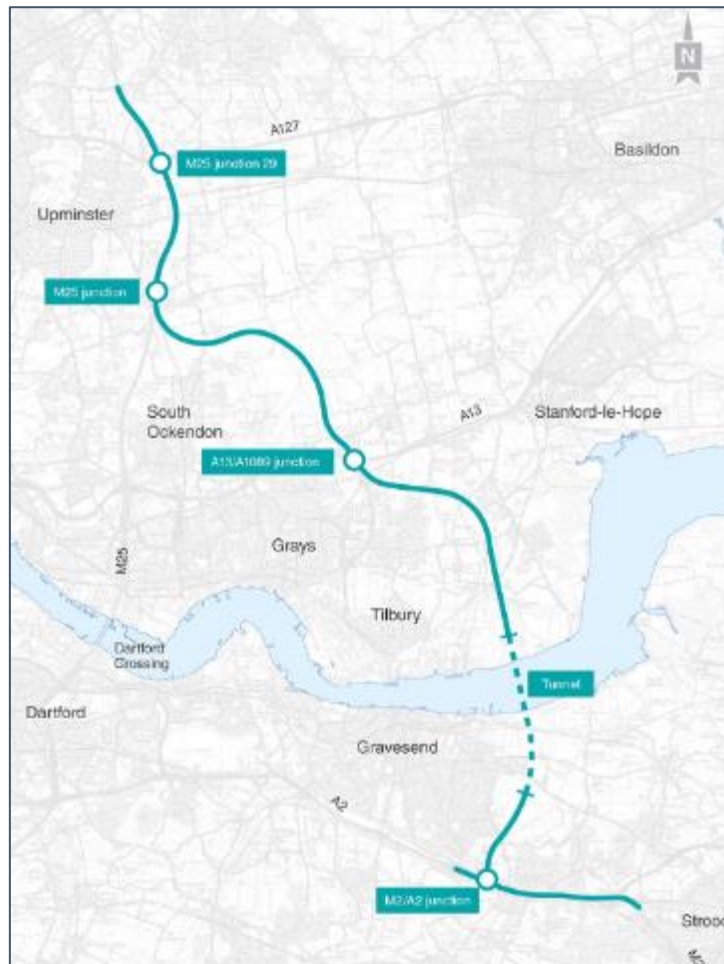 N
A127
Basildon
M25 junction 29
Upminster
M25 junction
South
Ockendon
A13
Stanford-le-Hope
A13/A1089 junction
M25
Grays
Tilbury
Dartford
Crossing
Tunnel
Dartford
Gravesend
A2
M2/A2 junction
Strood